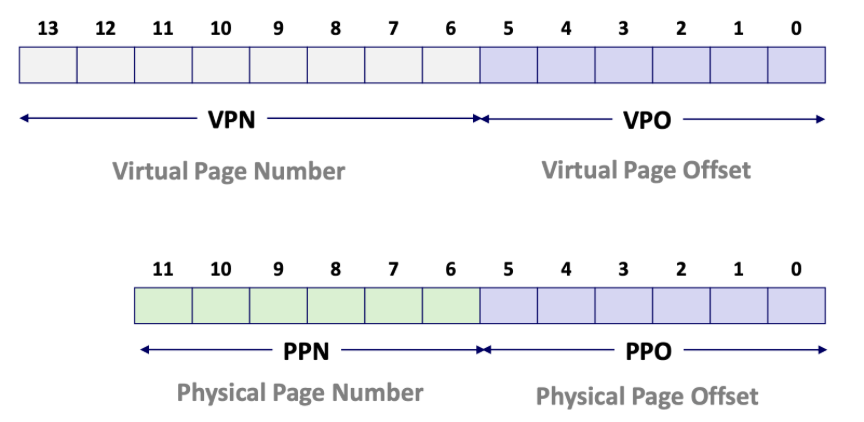 13 12 11 10 9 8 7 6 5 4 3 2 1 0
VPN VPO
Virtual Page Number Virtual Page Offset
11 10 9 8 7 6 5 4 3 2 1 0
PPN PPO
Physical Page Number Physical Page Offset